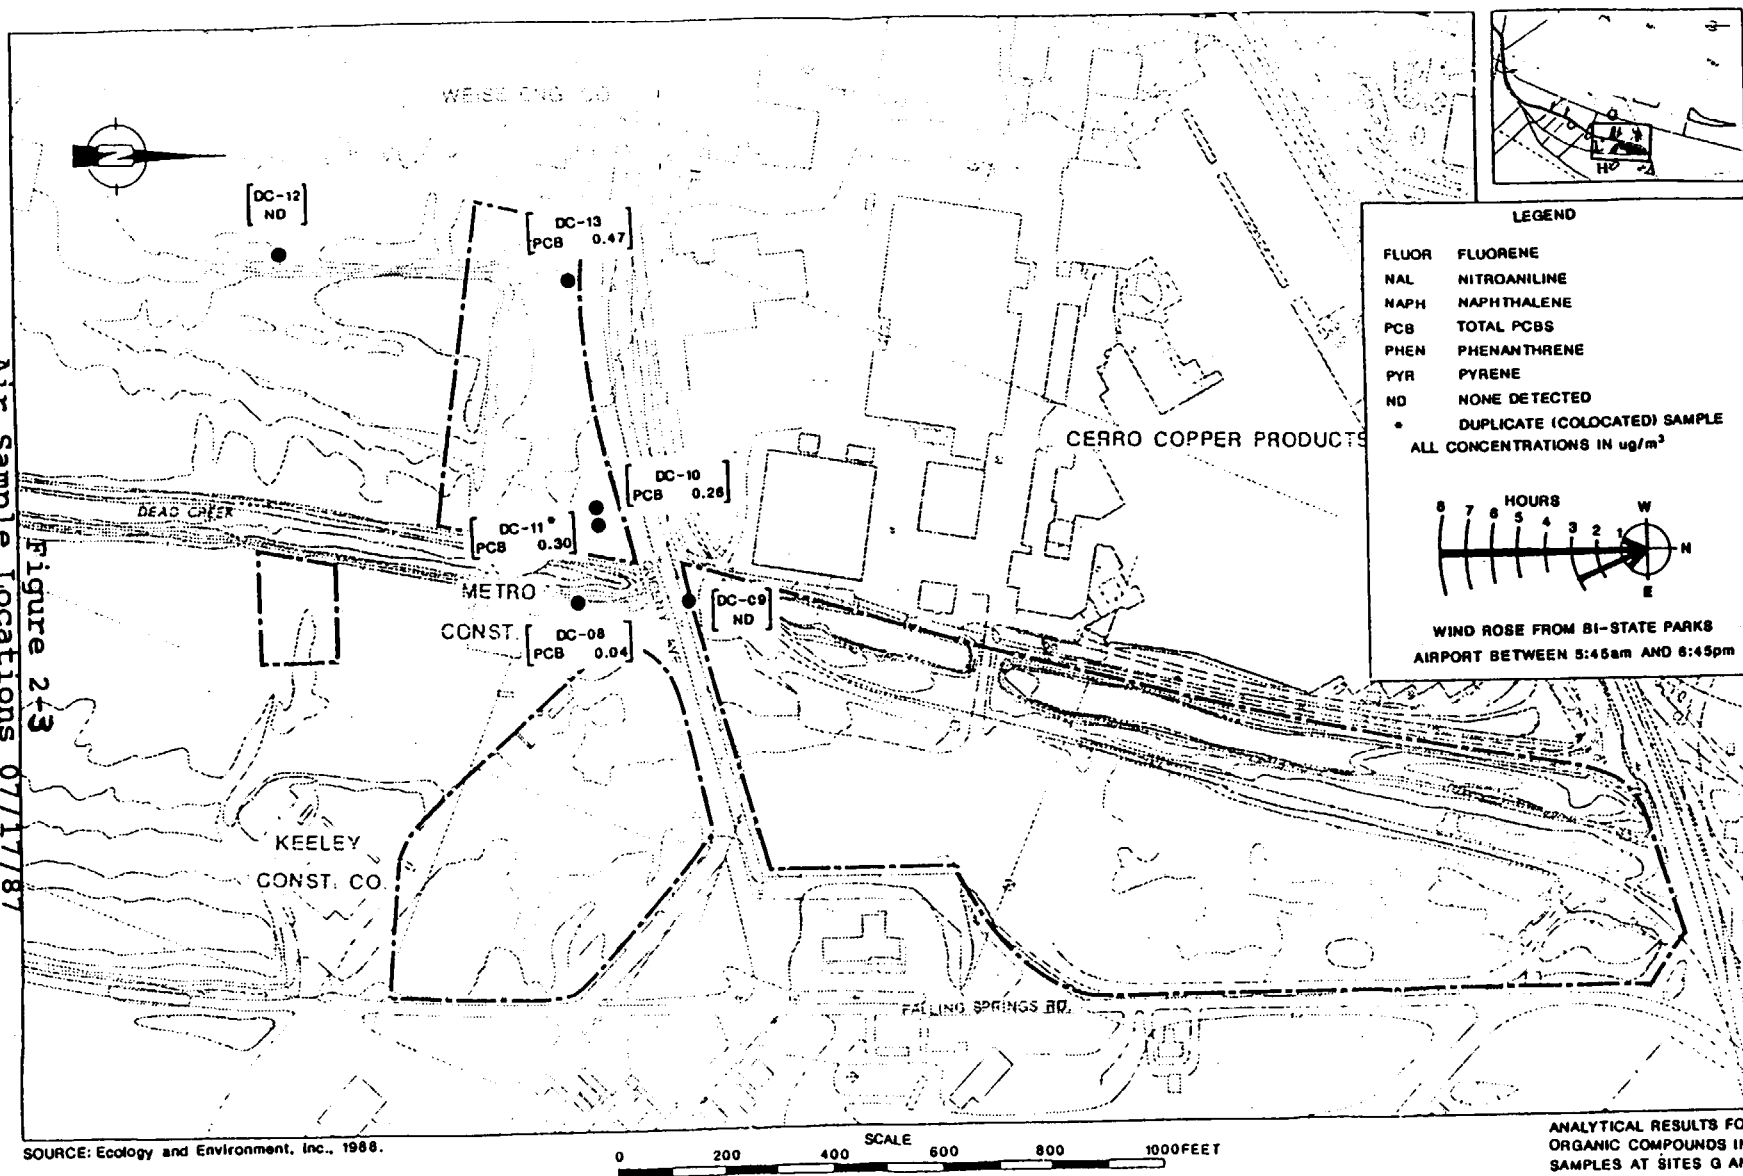 WEISE ENG. CO
N
[DC-12
ND]
[DC-13
PCB 0.47]
LEGEND
FLUOR FLUORENE
NAL NITROANILINE
NAPH NAPHTHALENE
PCB TOTAL PCBS
PHEN PHENANTHRENE
PYR PYRENE
ND NONE DETECTED
* DUPLICATE (COLOCATED) SAMPLE
ALL CONCENTRATIONS IN ug/m³
HOURS
8 7 6 5 4 3 2 1
W
N
E
WIND ROSE FROM BI-STATE PARKS
AIRPORT BETWEEN 5:45am AND 6:45pm
CERRO COPPER PRODUCTS
[DC-10
PCB 0.26]
DEAD CREEK
[DC-11*
PCB 0.30]
METRO
CONST.
[DC-09
ND]
[DC-08
PCB 0.04]
AV
KEELEY
CONST. CO.
FALLING SPRINGS RD.
Figure 2-3
Air sample locations 07/17/87
SOURCE: Ecology and Environment, Inc., 1988.
SCALE
0 200 400 600 800 1000FEET
ANALYTICAL RESULTS FO
ORGANIC COMPOUNDS IN
SAMPLES AT SITES G AN